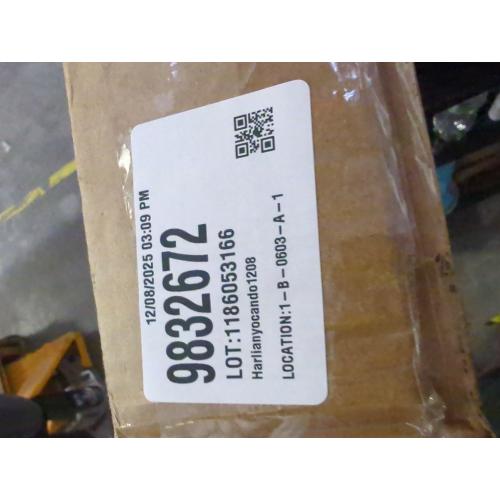 12/08/2025 03:09 PM
9832672
LOT:1186053166
Harlianyocando1208
LOCATION:1-B-0603-A-1